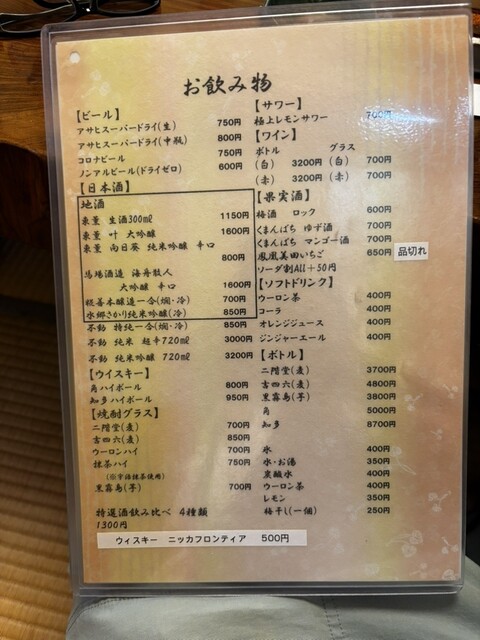 お飲み物
【ビール】
アサヒスーパードライ(生) 750円
アサヒスーパードライ(中瓶) 800円
コロナビール 750円
ノンアルビール(ドライゼロ) 600円
【日本酒】
地酒
東薫 生酒300㎖ 1150円
東薫 叶 大吟醸 1600円
東薫 向日葵 純米吟醸 辛口
800円
馬場酒造 海舟散人
大吟醸 辛口 1600円
糀善本醸造一合(燗・冷) 700円
水郷さかり純米吟醸(冷) 850円
不動 特純一合(燗・冷) 850円
不動 純米 超辛720㎖ 3000円
不動 純米吟醸 720㎖ 3200円
【ウイスキー】
角ハイボール 800円
知多ハイボール 950円
【焼酎グラス】
二階堂(麦) 700円
吉四六(麦) 850円
ウーロンハイ 700円
抹茶ハイ 750円
(※宇治抹茶使用)
黒霧島(芋) 700円
特選酒飲み比べ 4種類
1300円
【サワー】
極上レモンサワー 700円
【ワイン】
ボトル グラス
(白) 3200円 (白) 700円
(赤) 3200円 (赤) 700円
【果実酒】
梅酒 ロック 600円
くまんばち ゆず酒 700円
くまんばち マンゴー酒 700円
鳳凰美田いちご 650円 品切れ
ソーダ割All+50円
【ソフトドリンク】
ウーロン茶 400円
コーラ 400円
オレンジジュース 400円
ジンジャーエール 400円
【ボトル】
二階堂(麦) 3700円
吉四六(麦) 4800円
黒霧島(芋) 3800円
角 5000円
知多 8700円
氷 400円
水・お湯 350円
炭酸水 400円
ウーロン茶 400円
レモン 350円
梅干し(一個) 250円
ウィスキー ニッカフロンティア 500円